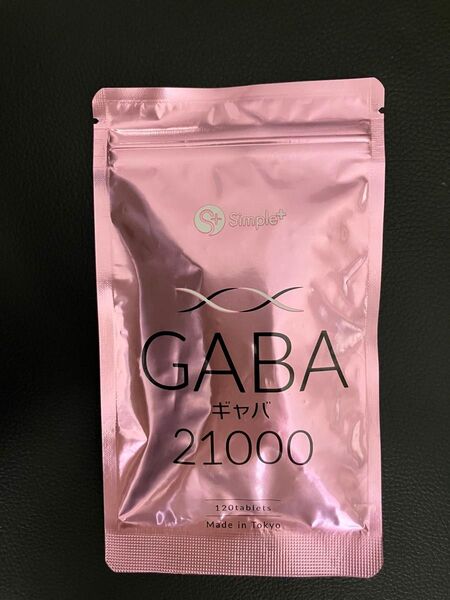 S+ Simple+
GABA
ギャバ
21000
120tablets
Made in Tokyo